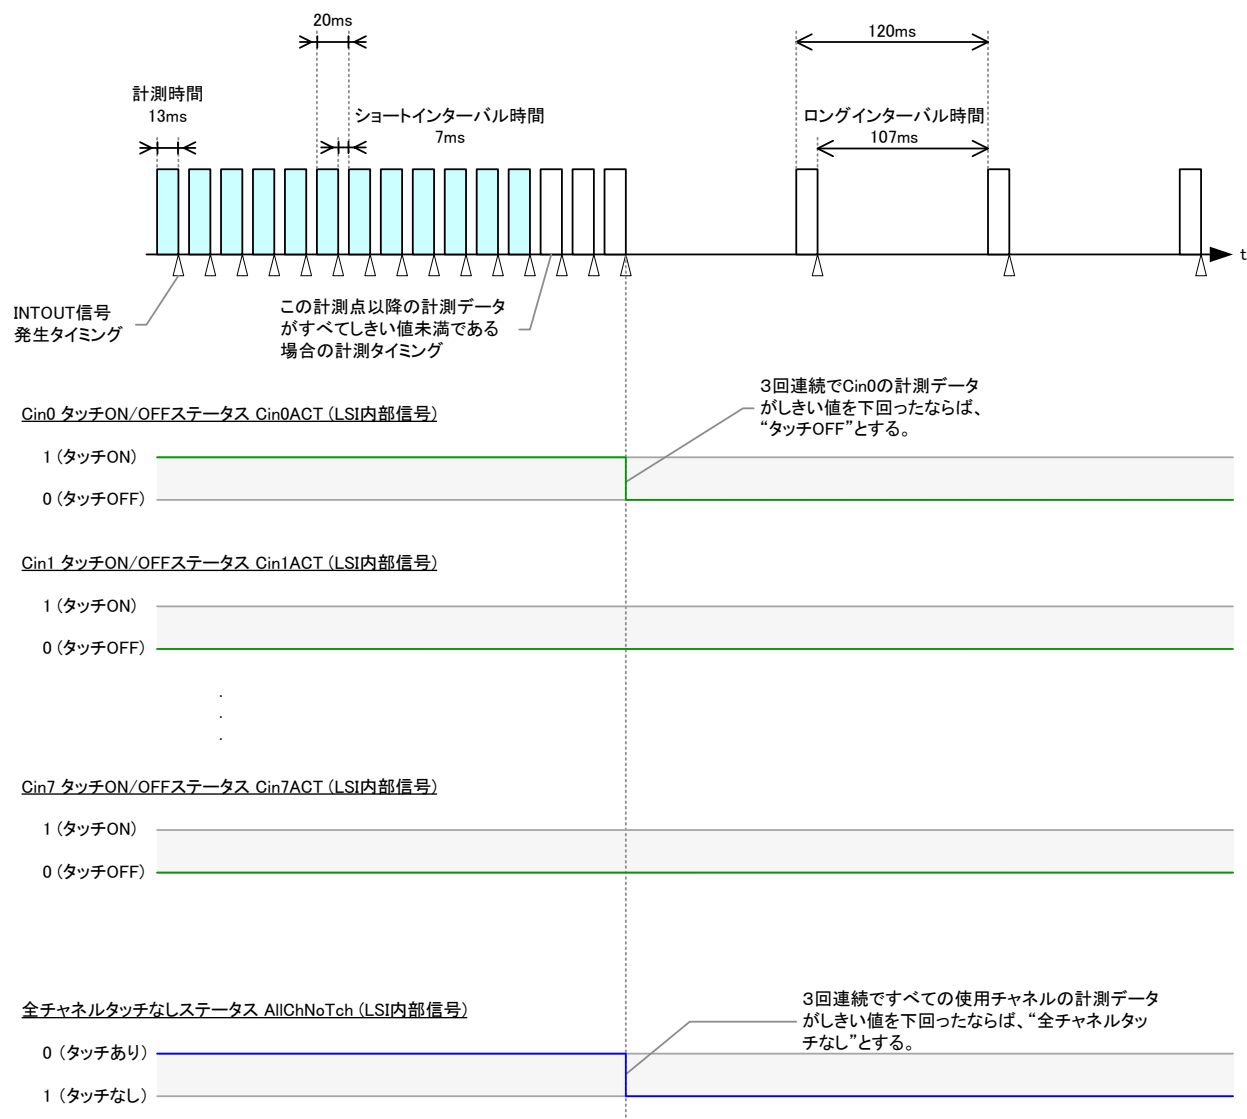 20ms
120ms
計測時間
13ms
ショートインターバル時間
7ms
ロングインターバル時間
107ms
t
INTOUT信号
発生タイミング
この計測点以降の計測データ
がすべてしきい値未満である
場合の計測タイミング
3回連続でCin0の計測データ
がしきい値を下回ったならば、
“タッチOFF”とする。
Cin0 タッチON/OFFステータス Cin0ACT (LSI内部信号)
1 (タッチON)
0 (タッチOFF)
Cin1 タッチON/OFFステータス Cin1ACT (LSI内部信号)
1 (タッチON)
0 (タッチOFF)
.
.
.
Cin7 タッチON/OFFステータス Cin7ACT (LSI内部信号)
1 (タッチON)
0 (タッチOFF)
全チャネルタッチなしステータス AllChNoTch (LSI内部信号)
3回連続ですべての使用チャネルの計測データ
がしきい値を下回ったならば、“全チャネルタッ
チなし”とする。
0 (タッチあり)
1 (タッチなし)